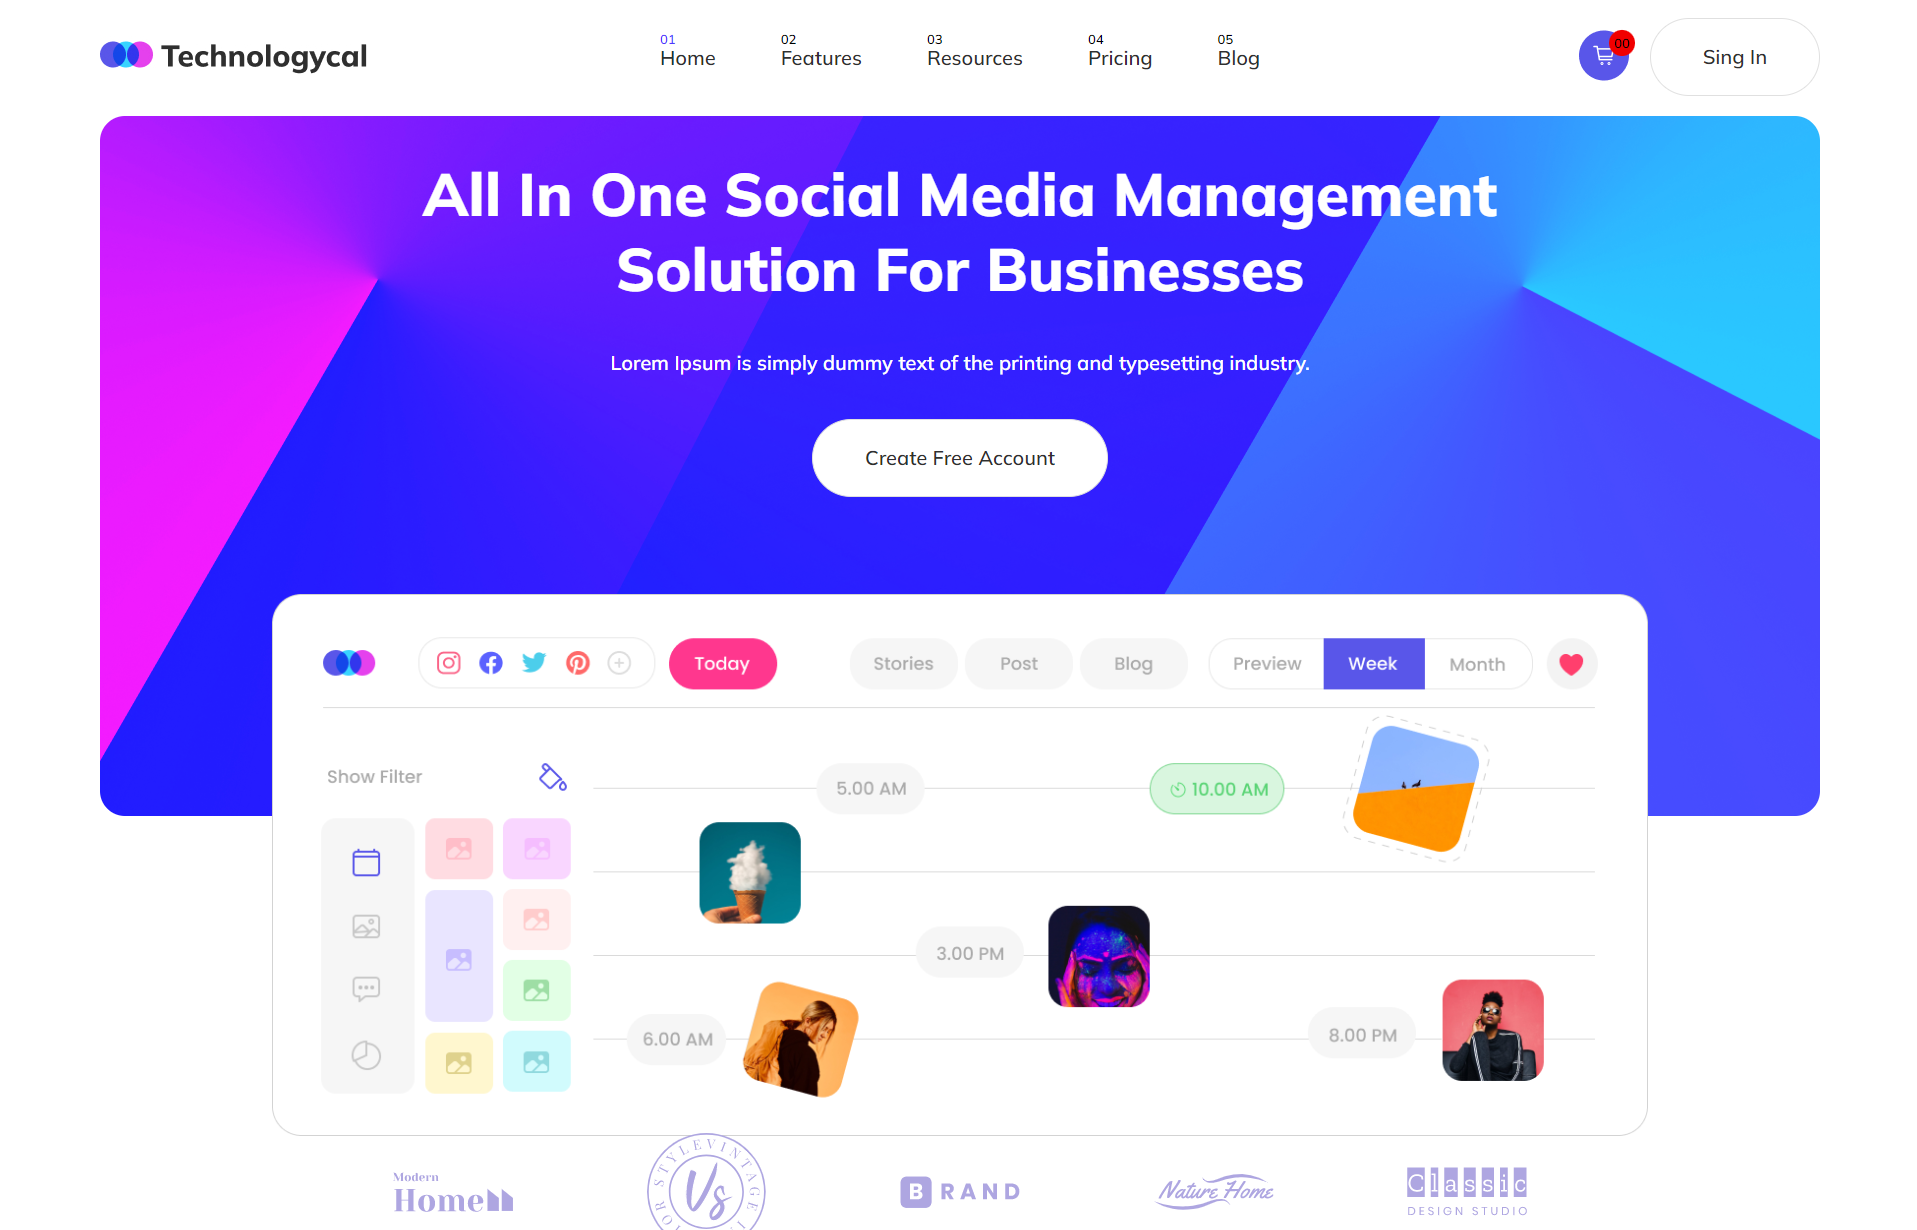 Technologycal
01
Home
02
Features
03
Resources
04
Pricing
05
Blog
00
Sing In
All In One Social Media Management
Solution For Businesses
Lorem Ipsum is simply dummy text of the printing and typesetting industry.
Create Free Account
Today
Stories
Post
Blog
Preview
Week
Month
Show Filter
5.00 AM
10.00 AM
3.00 PM
6.00 AM
8.00 PM
Modern
Home
STYLEVINTAGE
Vs
B RAND
Nature Home
Classic
DESIGN STUDIO